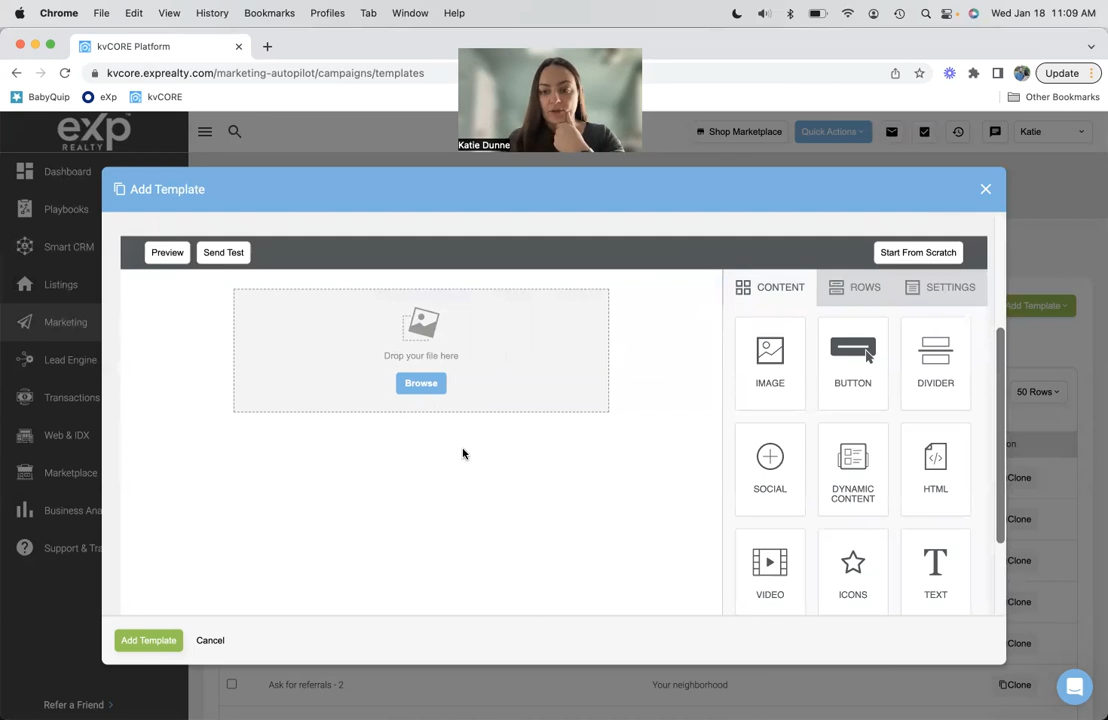 Chrome File Edit View History Bookmarks Profiles Tab Window Help Wed Jan 18 11:09 AM
kvCORE Platform
kvcore.exprealty.com/marketing-autopilot/campaigns/templates Update
BabyQuip eXp kvCORE Other Bookmarks
Katie Dunne
exp
REALTY
Shop Marketplace Quick Actions Katie
Dashboard
Playbooks
Smart CRM
Listings
Marketing
Lead Engine
Transactions
Web & IDX
Marketplace
Business Ana
Support & Tra
Refer a Friend
Add Template
Preview Send Test Start From Scratch
CONTENT ROWS SETTINGS
Drop your file here
Browse
IMAGE BUTTON DIVIDER
SOCIAL DYNAMIC CONTENT HTML
VIDEO ICONS TEXT
Add Template Cancel
Add Template
50 Rows
on
Clone
Clone
Clone
Clone
Clone
Ask for referrals - 2 Your neighborhood Clone